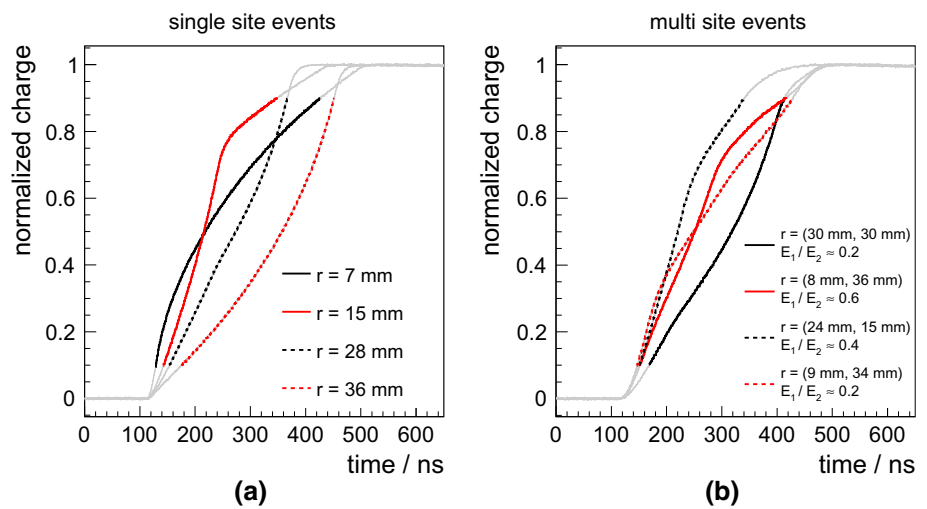 single site events
normalized charge
1
0.8
0.6
0.4
0.2
0
r = 7 mm
r = 15 mm
r = 28 mm
r = 36 mm
0 100 200 300 400 500 600
time / ns
(a)
multi site events
normalized charge
1
0.8
0.6
0.4
0.2
0
r = (30 mm, 30 mm)
E₁ / E₂ ≈ 0.2
r = (8 mm, 36 mm)
E₁ / E₂ ≈ 0.6
r = (24 mm, 15 mm)
E₁ / E₂ ≈ 0.4
r = (9 mm, 34 mm)
E₁ / E₂ ≈ 0.2
0 100 200 300 400 500 600
time / ns
(b)